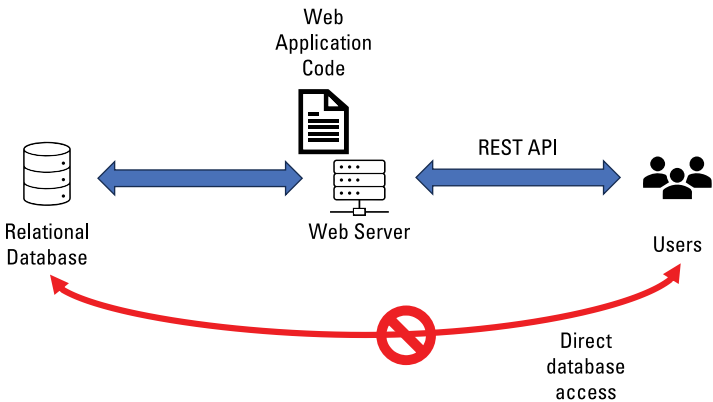 Web
Application
Code
REST API
Relational
Database
Web Server
Users
Direct
database
access